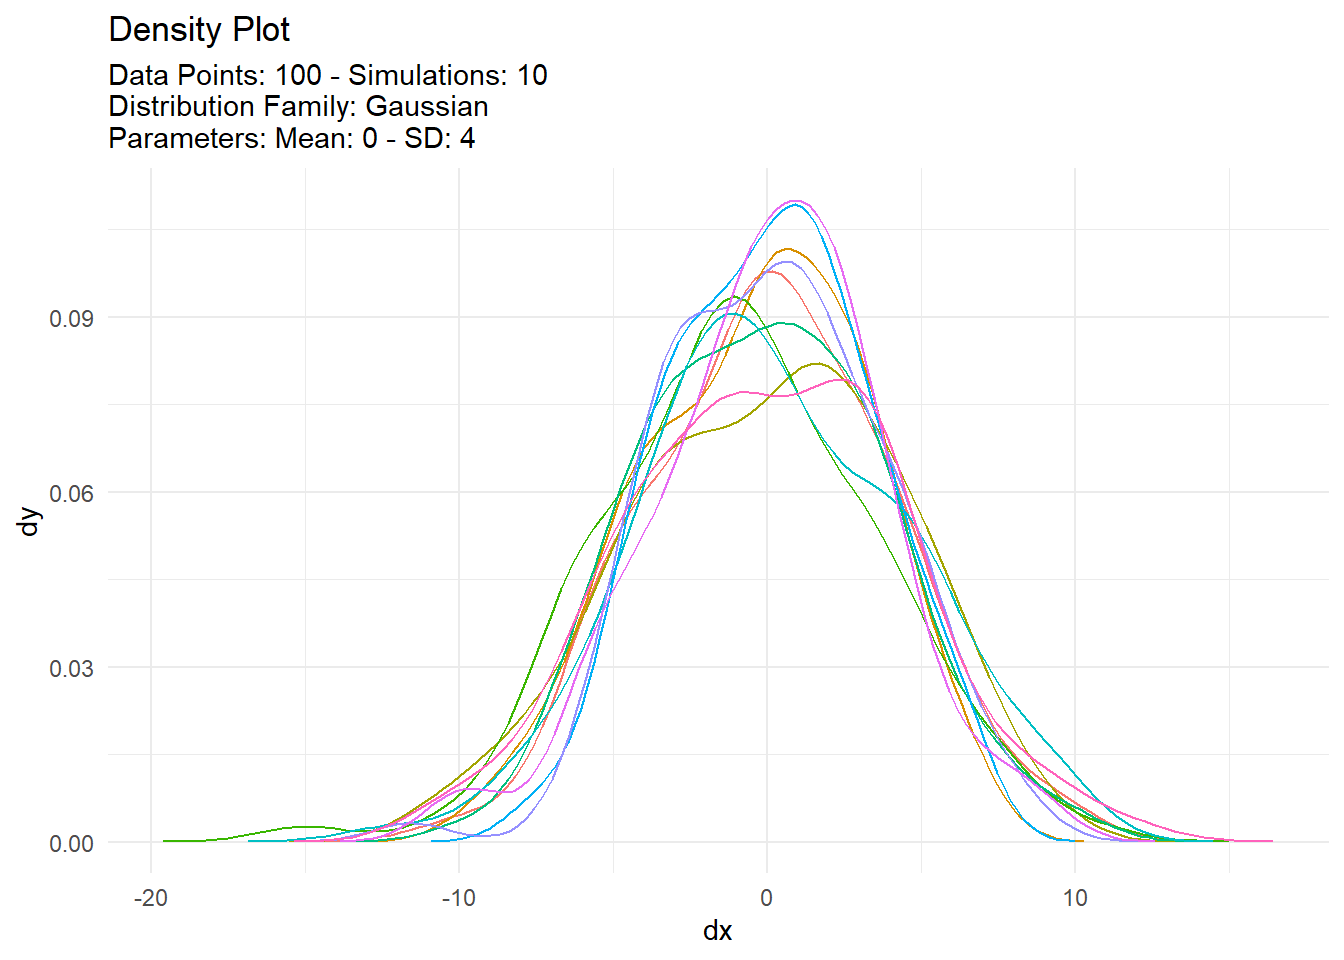 Density Plot
Data Points: 100 - Simulations: 10
Distribution Family: Gaussian
Parameters: Mean: 0 - SD: 4
0.09
0.06
dy
0.03
0.00
-20 -10 0 10
dx